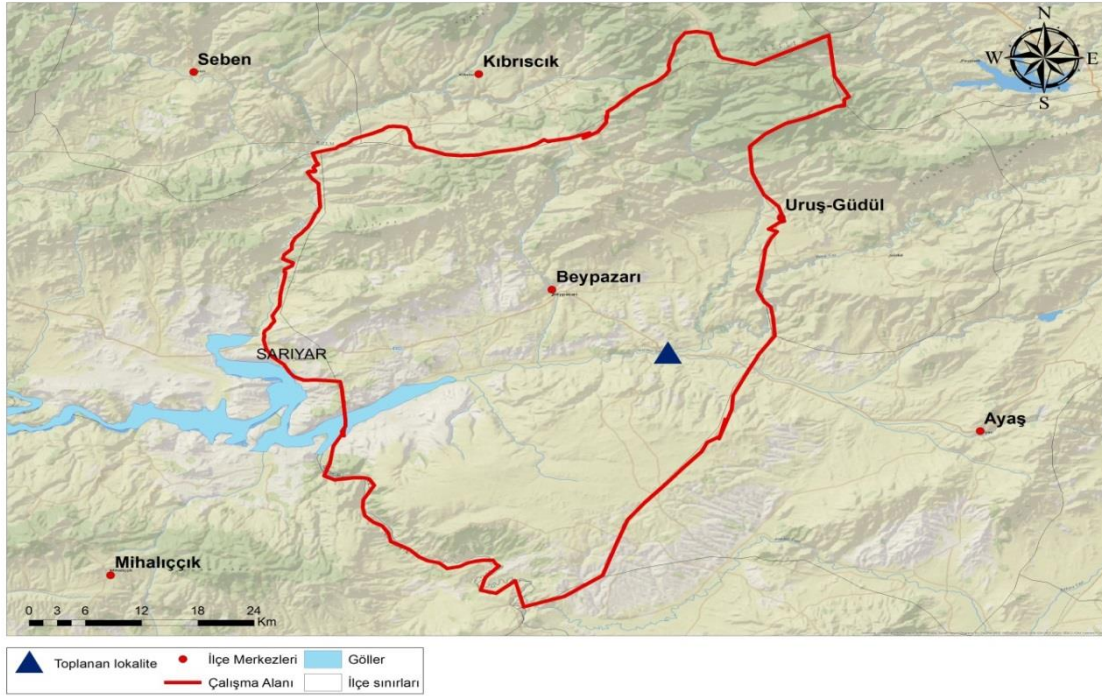 N
Seben
Kıbrıscık
W E
S
Uruş-Güdül
Beypazarı
SARIYAR
Ayaş
Mihalıççık
0 3 6 12 18 24
Km
Toplanan lokalite İlçe Merkezleri Göller
Çalışma Alanı İlçe sınırları